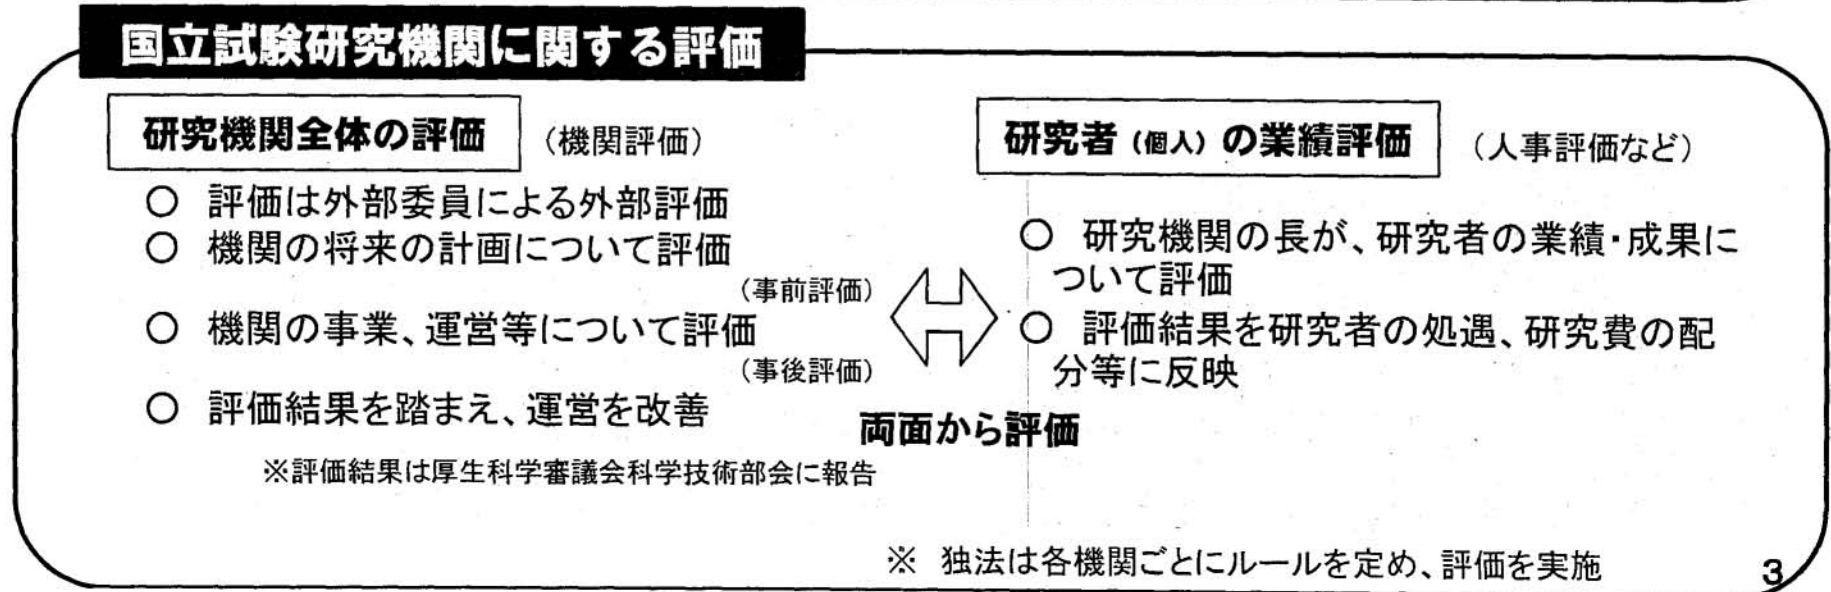 国立試験研究機関に関する評価
研究機関全体の評価 （機関評価）
○ 評価は外部委員による外部評価
○ 機関の将来の計画について評価
（事前評価）
○ 機関の事業、運営等について評価
（事後評価）
○ 評価結果を踏まえ、運営を改善
※評価結果は厚生科学審議会科学技術部会に報告
研究者（個人）の業績評価 （人事評価など）
○ 研究機関の長が、研究者の業績・成果に
ついて評価
○ 評価結果を研究者の処遇、研究費の配
分等に反映
両面から評価
※ 独法は各機関ごとにルールを定め、評価を実施
3